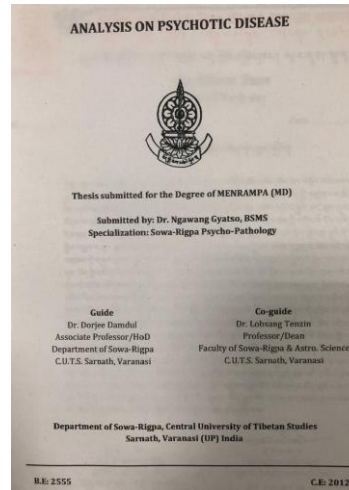 ANALYSIS ON PSYCHOTIC DISEASE
Thesis submitted for the Degree of MENRAMPA (MD)
Submitted by: Dr. Ngawang Gyatso, BSMS
Specialization: Sowa-Rigpa Psycho-Pathology
Guide
Dr. Dorjee Damdul
Associate Professor/HoD
Department of Sowa-Rigpa
C.U.T.S. Sarnath, Varanasi
Co-guide
Dr. Lobsang Tenzin
Professor/Dean
Faculty of Sowa-Rigpa & Astro. Science
C.U.T.S. Sarnath, Varanasi
Department of Sowa-Rigpa, Central University of Tibetan Studies
Sarnath, Varanasi (UP) India
B.E: 2555
C.E: 2012